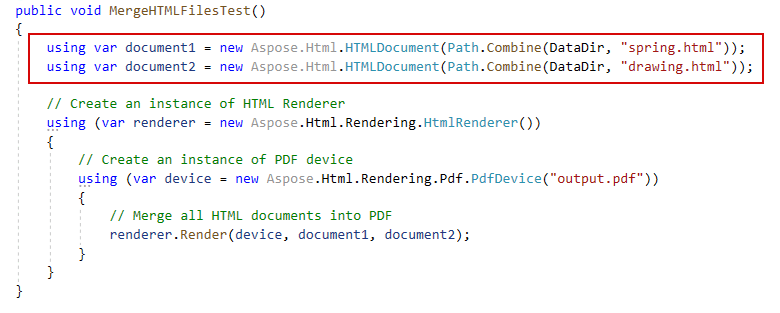 public void MergeHTMLFilesTest()
{
    using var document1 = new Aspose.Html.HTMLDocument(Path.Combine(DataDir, "spring.html"));
    using var document2 = new Aspose.Html.HTMLDocument(Path.Combine(DataDir, "drawing.html"));
    // Create an instance of HTML Renderer
    using (var renderer = new Aspose.Html.Rendering.HtmlRenderer())
    {
        // Create an instance of PDF device
        using (var device = new Aspose.Html.Rendering.Pdf.PdfDevice("output.pdf"))
        {
            // Merge all HTML documents into PDF
            renderer.Render(device, document1, document2);
        }
    }
}